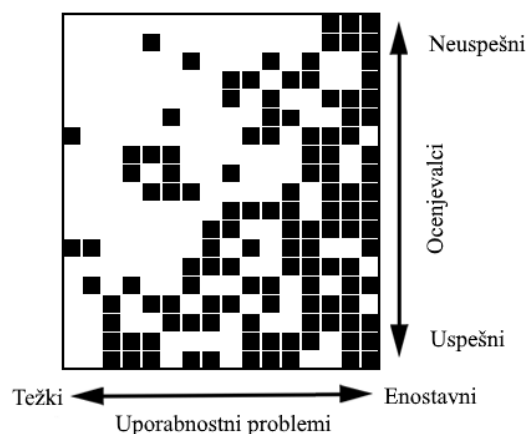 Neuspešni
Ocenjevalci
Uspešni
Težki
Enostavni
Uporabnostni problemi